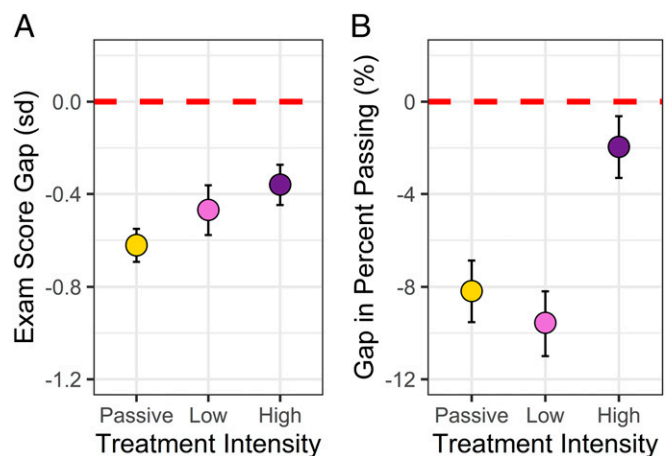 A
Exam Score Gap (sd)
0.0
-0.4
-0.8
-1.2
Passive Low High
Treatment Intensity
B
Gap in Percent Passing (%)
0
-4
-8
-12
Passive Low High
Treatment Intensity